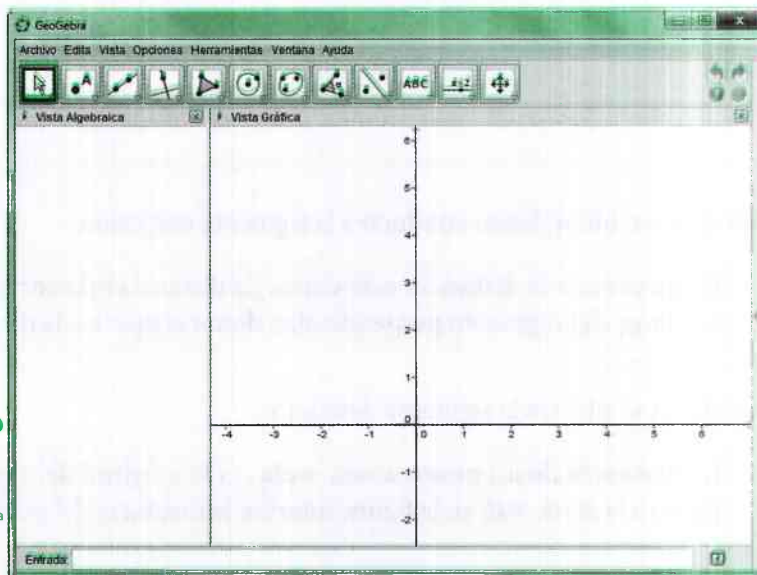 GeoGebra
Archivo Edita Vista Opciones Herramientas Ventana Ayuda
A ABC a=2
Vista Algebraica Vista Gráfica
6
5
4
3
2
1
0
-4 -3 -2 -1 0 1 2 3 4 5 6
-1
-2
Entrada: